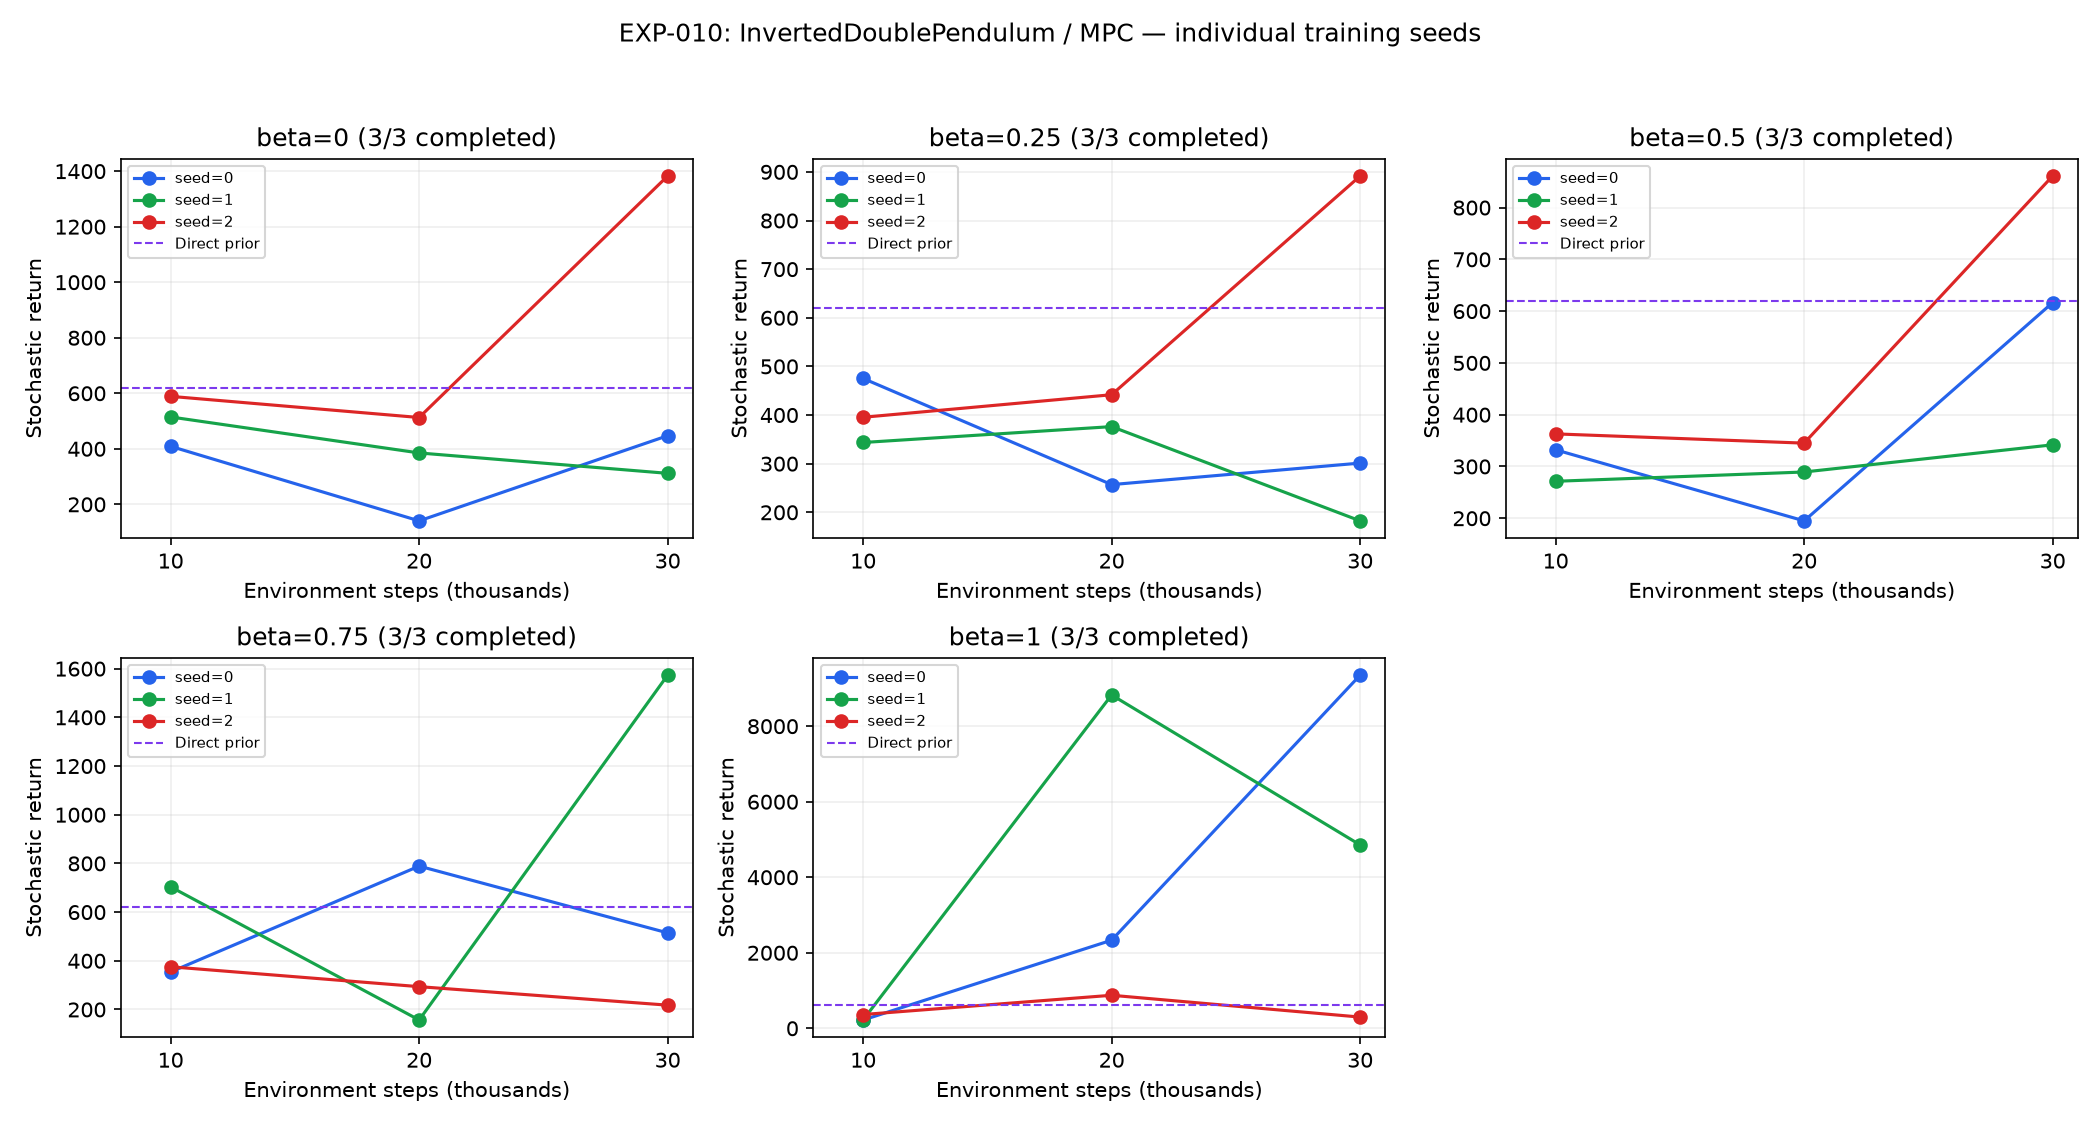 EXP-010: InvertedDoublePendulum / MPC — individual training seeds
beta=0 (3/3 completed)
1400
1200
1000
800
600
400
200
Stochastic return
seed=0
seed=1
seed=2
Direct prior
10
20
30
Environment steps (thousands)
beta=0.25 (3/3 completed)
900
800
700
600
500
400
300
200
Stochastic return
seed=0
seed=1
seed=2
Direct prior
10
20
30
Environment steps (thousands)
beta=0.5 (3/3 completed)
800
700
600
500
400
300
200
Stochastic return
seed=0
seed=1
seed=2
Direct prior
10
20
30
Environment steps (thousands)
beta=0.75 (3/3 completed)
1600
1400
1200
1000
800
600
400
200
Stochastic return
seed=0
seed=1
seed=2
Direct prior
10
20
30
Environment steps (thousands)
beta=1 (3/3 completed)
8000
6000
4000
2000
0
Stochastic return
seed=0
seed=1
seed=2
Direct prior
10
20
30
Environment steps (thousands)